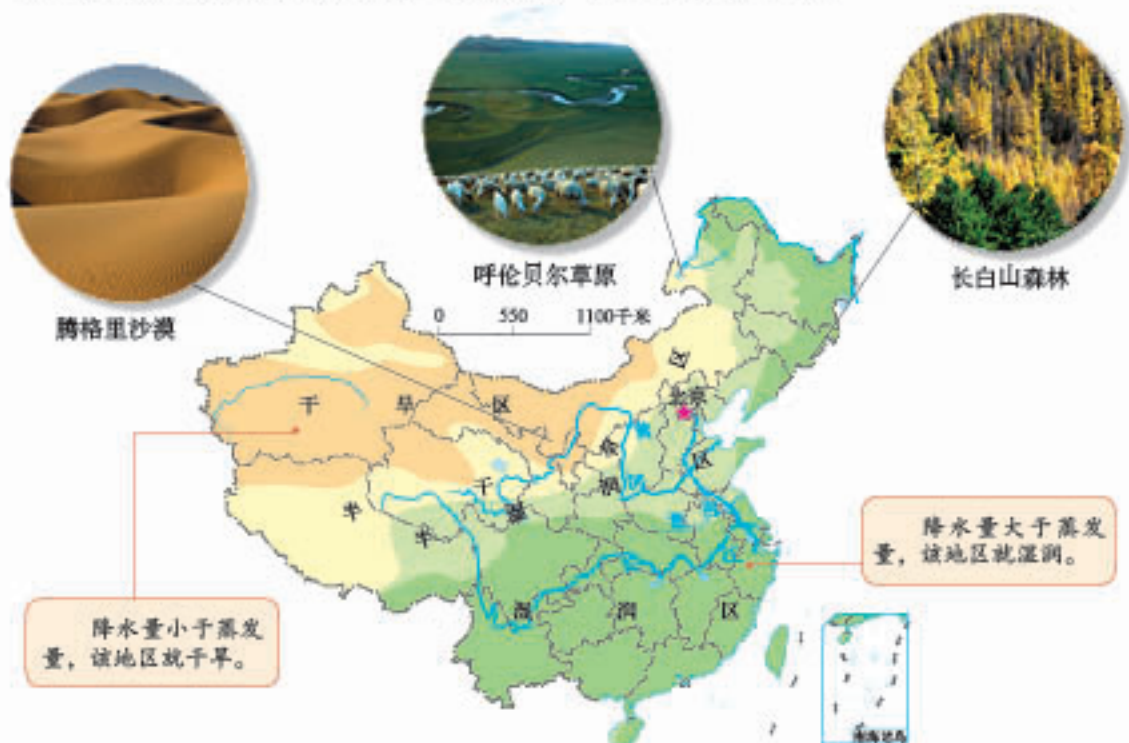 呼伦贝尔草原
长白山森林
腾格里沙漠
0 550 1100千米
干 旱 区
北京
半 干 旱 区
半 湿 润 区
湿 润 区
降水量大于蒸发
量，该地区就湿润。
降水量小于蒸发
量，该地区就干旱。
南海诸岛